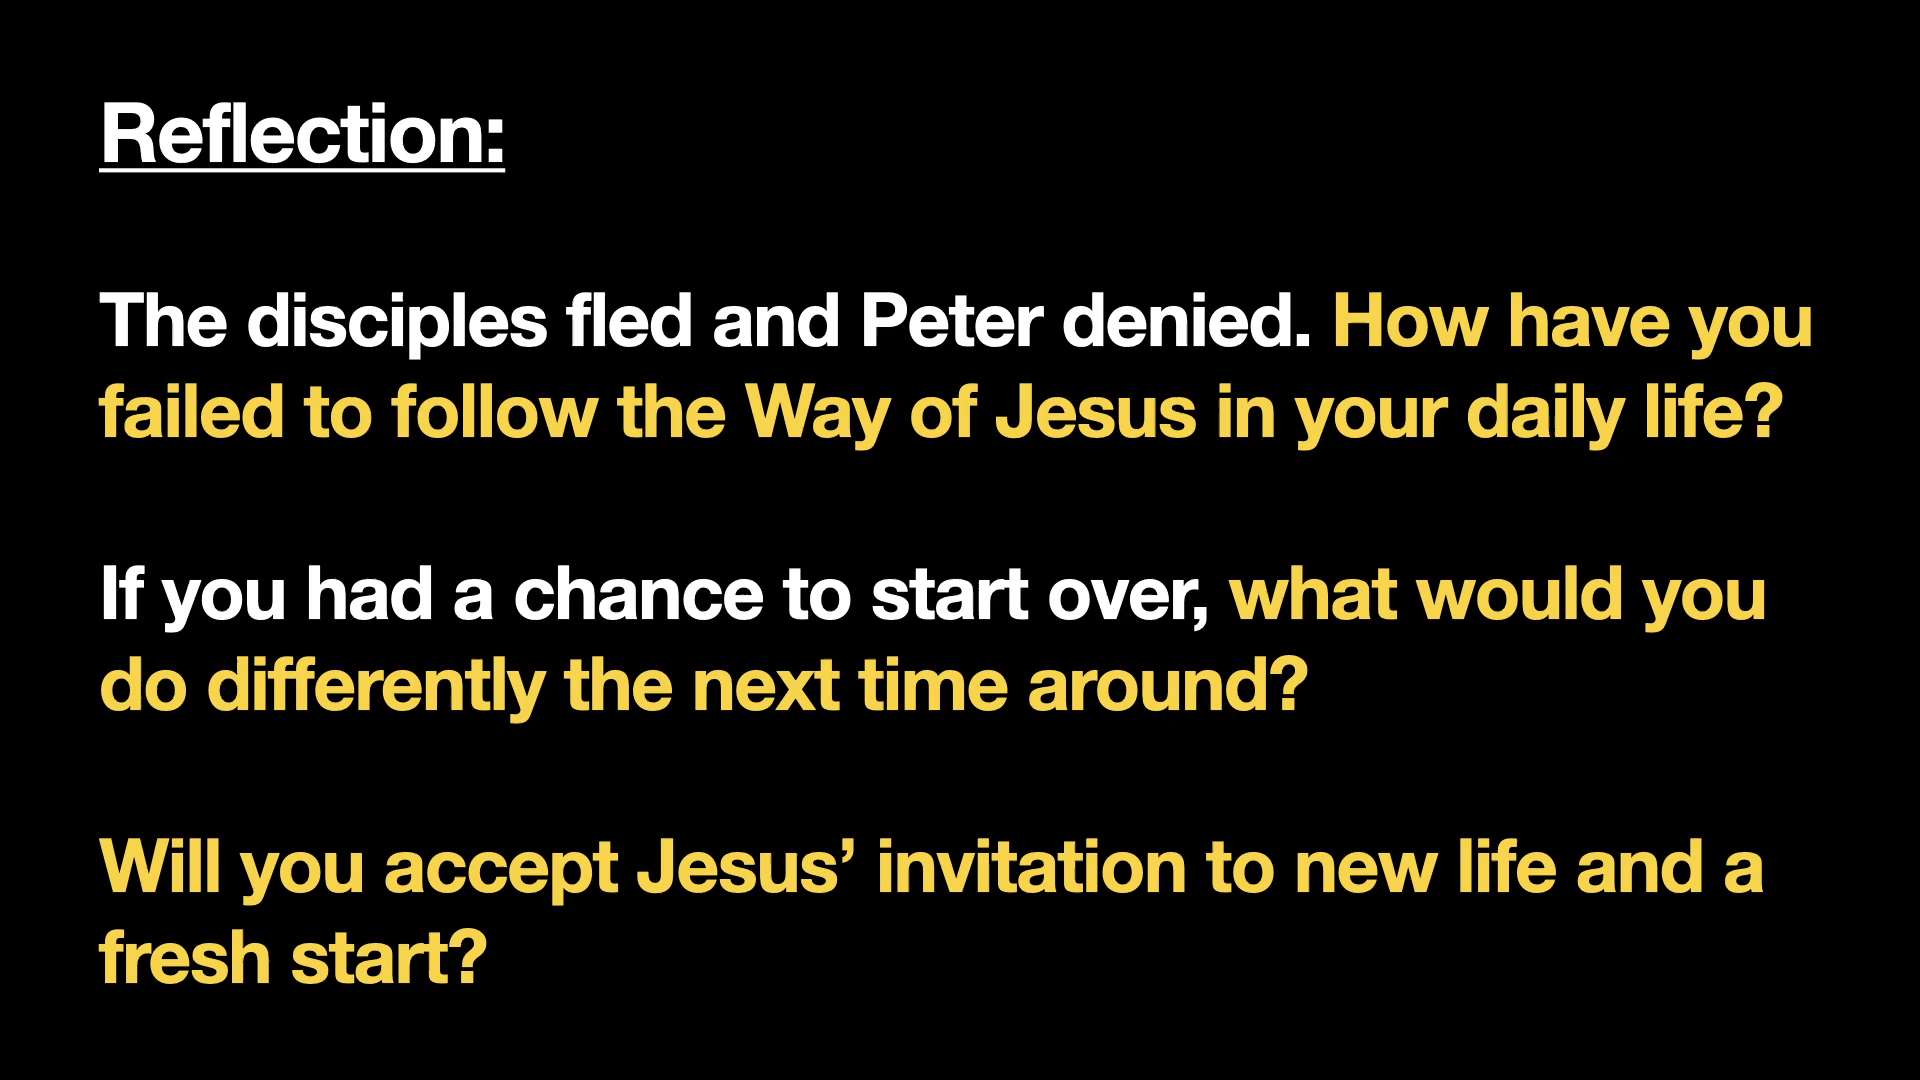 Reflection:
The disciples fled and Peter denied. How have you
failed to follow the Way of Jesus in your daily life?
If you had a chance to start over, what would you
do differently the next time around?
Will you accept Jesus’ invitation to new life and a
fresh start?